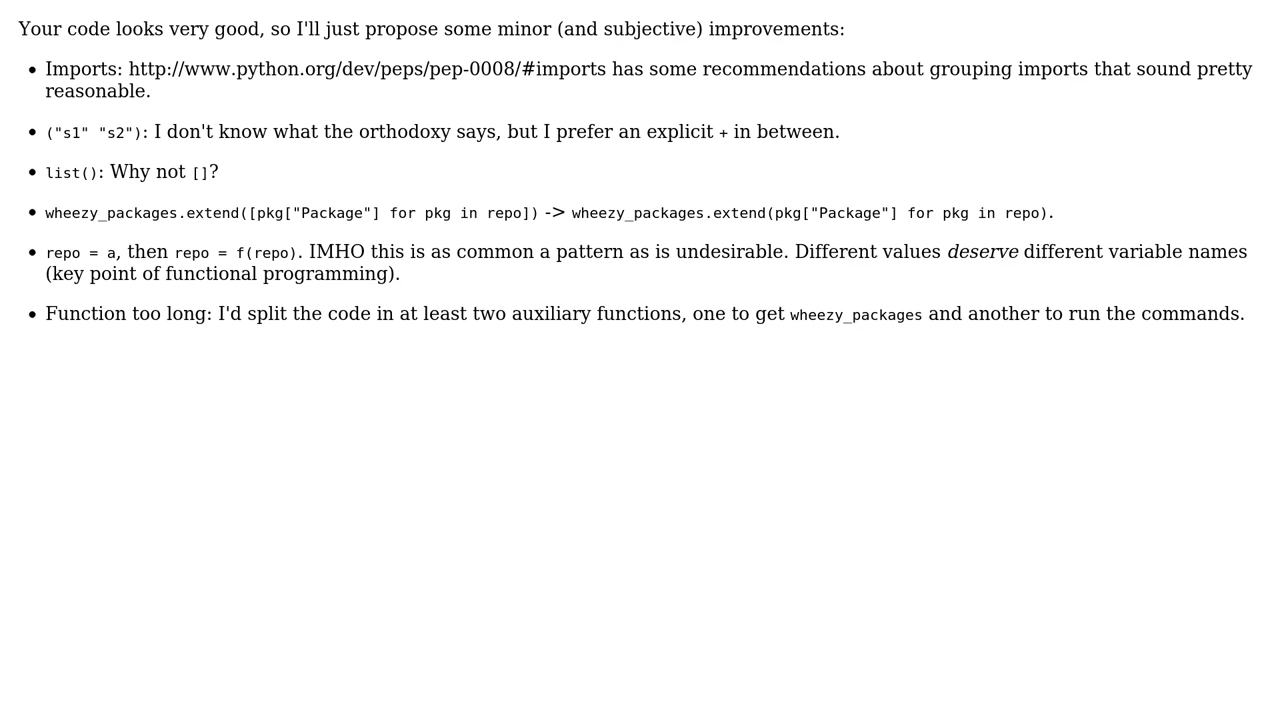 Your code looks very good, so I'll just propose some minor (and subjective) improvements:
• Imports: http://www.python.org/dev/peps/pep-0008/#imports has some recommendations about grouping imports that sound pretty
reasonable.
• ("s1" "s2"): I don't know what the orthodoxy says, but I prefer an explicit + in between.
• list(): Why not []?
• wheezy_packages.extend([pkg["Package"] for pkg in repo]) -> wheezy_packages.extend(pkg["Package"] for pkg in repo).
• repo = a, then repo = f(repo). IMHO this is as common a pattern as is undesirable. Different values deserve different variable names
(key point of functional programming).
• Function too long: I'd split the code in at least two auxiliary functions, one to get wheezy_packages and another to run the commands.